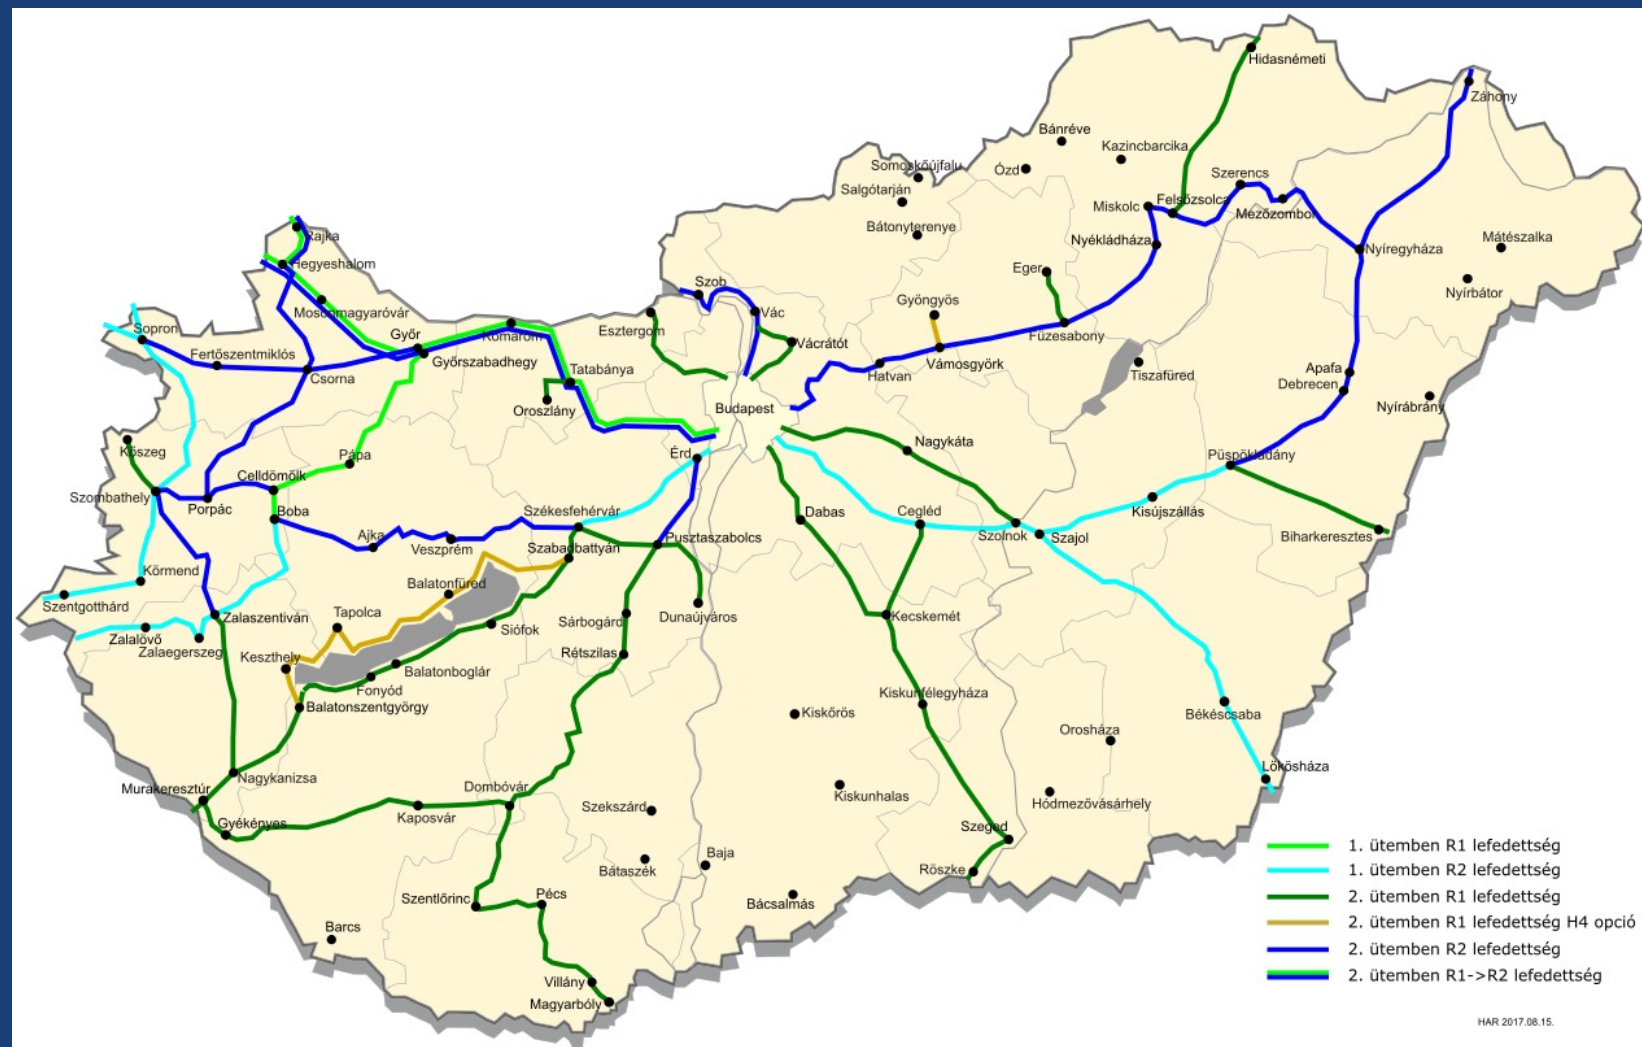 Hidasnémeti
Záhony
Bánréve
Kazincbarcika
Somoskőújfalu
Ózd
Szerencs
Salgótarján
Miskolc
Felsőzsolca
Mezőzombor
Bátonyterenye
Nyékládháza
Rajka
Mátészalka
Nyíregyháza
Hegyeshalom
Eger
Szob
Nyírbátor
Gyöngyös
Mosonmagyaróvár
Vác
Sopron
Esztergom
Győr
Komárom
Füzesabony
Vácrátót
Fertőszentmiklós
Győrszabadhegy
Vámosgyörk
Hatvan
Tatabánya
Apafa
Csorna
Tiszafüred
Debrecen
Budapest
Oroszlány
Nyírábrány
Nagykáta
Kőszeg
Érd
Pápa
Püspökladány
Celldömölk
Szombathely
Porpác
Boba
Székesfehérvár
Dabas
Cegléd
Kisújszállás
Ajka
Veszprém
Pusztaszabolcs
Szolnok
Szajol
Biharkeresztes
Szabadbattyán
Körmend
Balatonfüred
Szentgotthárd
Tapolca
Zalaszentiván
Dunaújváros
Kecskemét
Sárbogárd
Siófok
Zalalövő
Zalaegerszeg
Rétszilas
Keszthely
Balatonboglár
Fonyód
Kiskunfélegyháza
Balatonszentgyörgy
Kiskőrös
Békéscsaba
Orosháza
Lökösháza
Nagykanizsa
Murakeresztúr
Dombóvár
Kiskunhalas
Szekszárd
Hódmezővásárhely
Kaposvár
Gyékényes
Szeged
Baja
Bátaszék
Röszke
Szentlőrinc
Pécs
Bácsalmás
Barcs
Villány
Magyarbóly
1. ütemben R1 lefedettség
1. ütemben R2 lefedettség
2. ütemben R1 lefedettség
2. ütemben R1 lefedettség H4 opció
2. ütemben R2 lefedettség
2. ütemben R1->R2 lefedettség
HAR 2017.08.15.